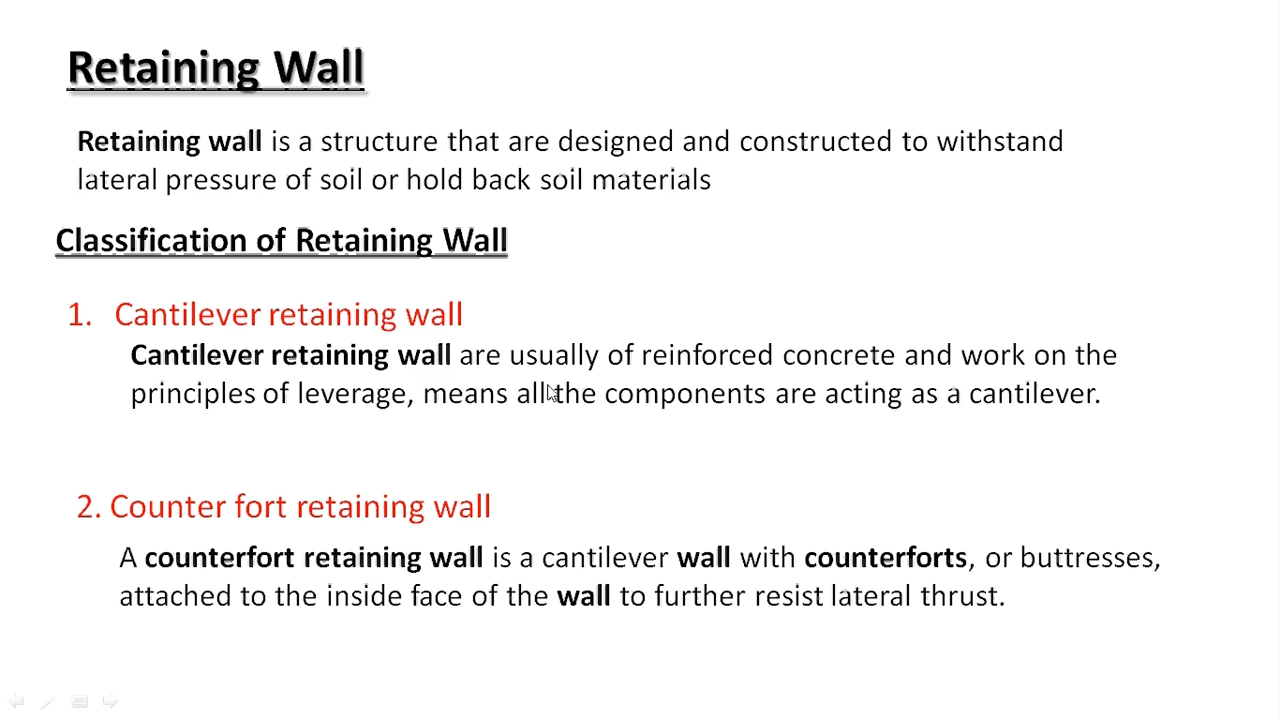 Retaining Wall
Retaining wall is a structure that are designed and constructed to withstand
lateral pressure of soil or hold back soil materials
Classification of Retaining Wall
1. Cantilever retaining wall
Cantilever retaining wall are usually of reinforced concrete and work on the
principles of leverage, means all the components are acting as a cantilever.
2. Counter fort retaining wall
A counterfort retaining wall is a cantilever wall with counterforts, or buttresses,
attached to the inside face of the wall to further resist lateral thrust.